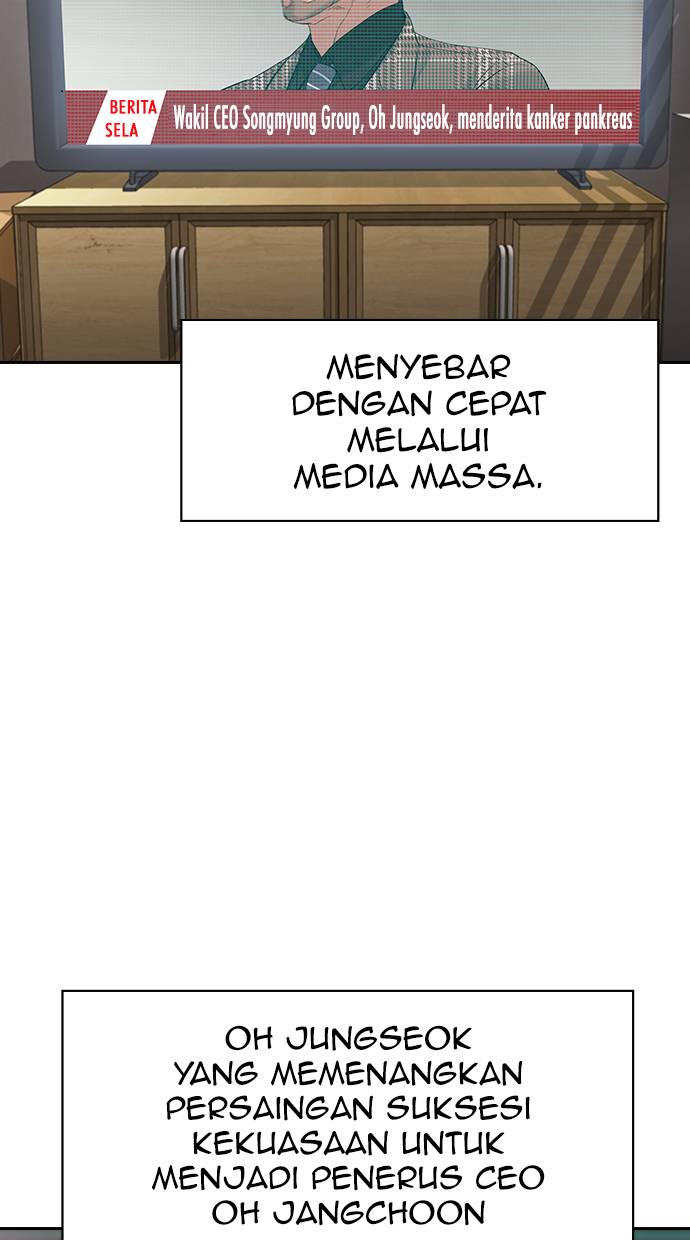 BERITA
SELA
Wakil CEO Songmyung Group, Oh Jungseok, menderita kanker pankreas
MENYEBAR
DENGAN CEPAT
MELALUI
MEDIA MASSA.
OH JUNGSEOK
YANG MEMENANGKAN
PERSAINGAN SUKSESI
KEKUASAAN UNTUK
MENJADI PENERUS CEO
OH JANGCHOON